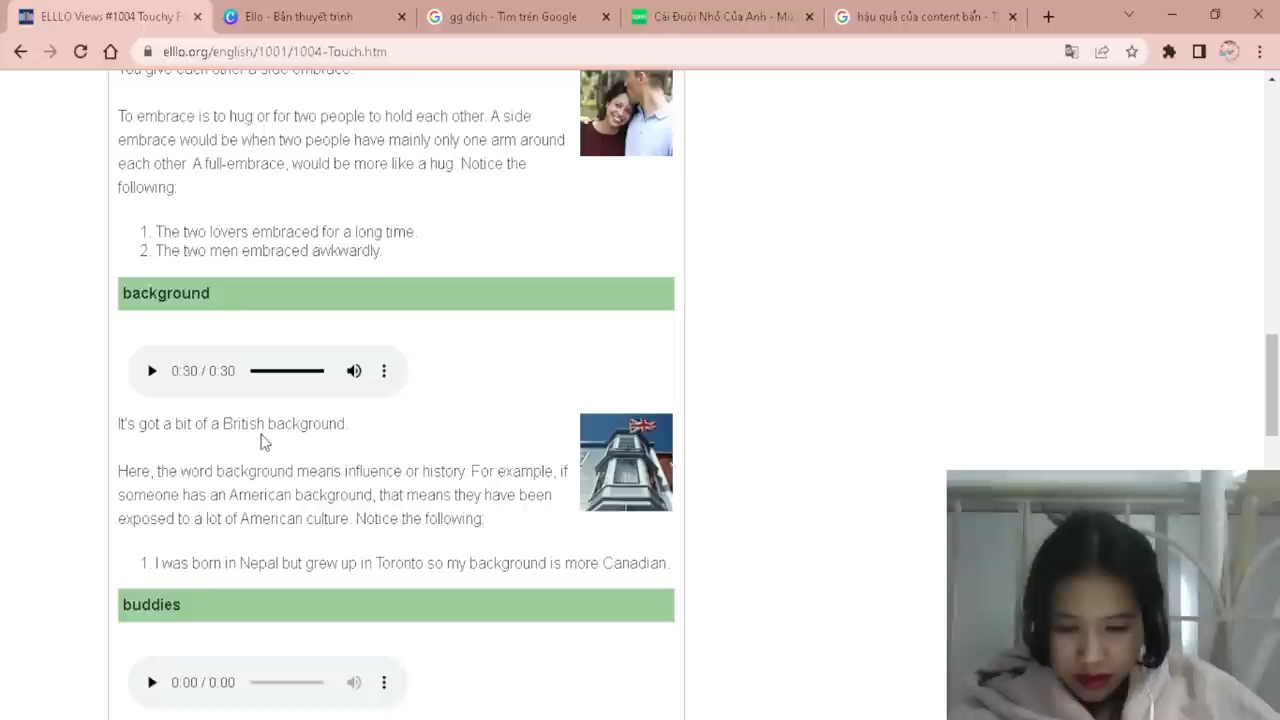 ELLLO Views #1004 Touchy F
Ello - Bản thuyết trình
gg dịch - Tìm trên Google
Cái Đuôi Nhỏ Của Anh - Mù
hậu quả của content bẩn - T
elllo.org/english/1001/1004-Touch.htm
You give each other a side embrace.
To embrace is to hug or for two people to hold each other. A side
embrace would be when two people have mainly only one arm around
each other. A full-embrace, would be more like a hug. Notice the
following:
1. The two lovers embraced for a long time.
2. The two men embraced awkwardly.
background
0:30 / 0:30
It's got a bit of a British background.
Here, the word background means influence or history. For example, if
someone has an American background, that means they have been
exposed to a lot of American culture. Notice the following:
1. I was born in Nepal but grew up in Toronto so my background is more Canadian.
buddies
0:00 / 0:00